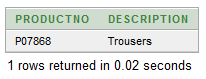 PRODUCTNO DESCRIPTION
P07868 Trousers
1 rows returned in 0.02 seconds